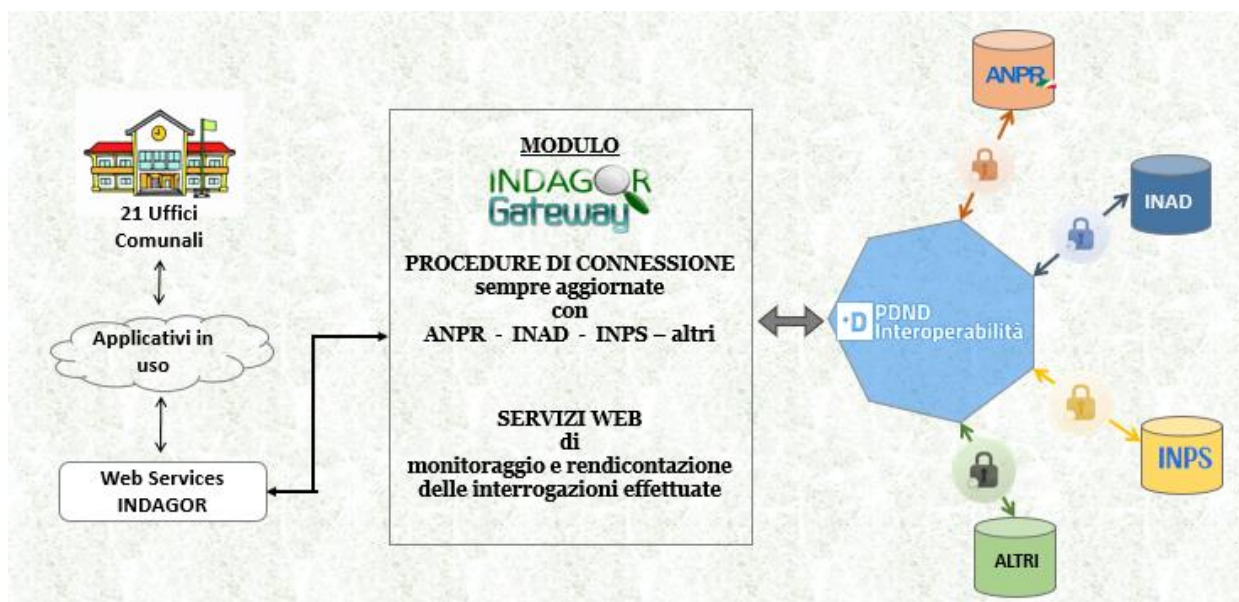 21 Uffici
Comunali
Applicativi in
uso
Web Services
INDAGOR
MODULO
INDAGOR
Gateway
PROCEDURE DI CONNESSIONE
sempre aggiornate
con
ANPR - INAD - INPS – altri
SERVIZI WEB
di
monitoraggio e rendicontazione
delle interrogazioni effettuate
PDND
Interoperabilità
ANPR
INAD
INPS
ALTRI